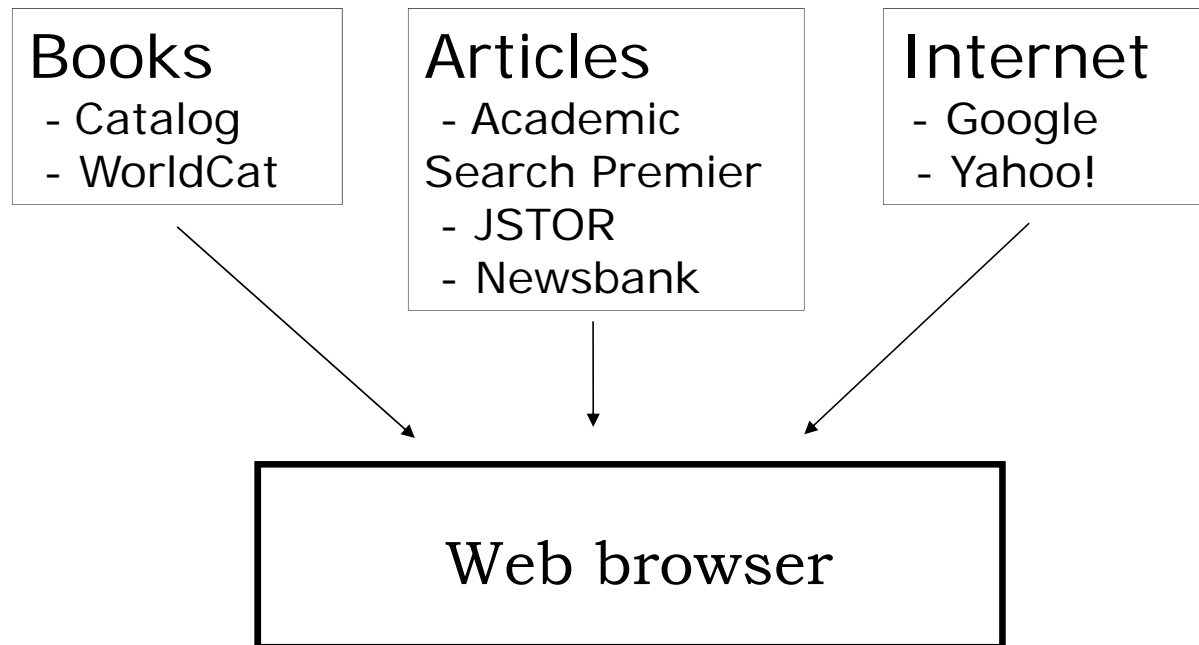 Books
- Catalog
- WorldCat
Articles
- Academic
Search Premier
- JSTOR
- Newsbank
Internet
- Google
- Yahoo!
Web browser